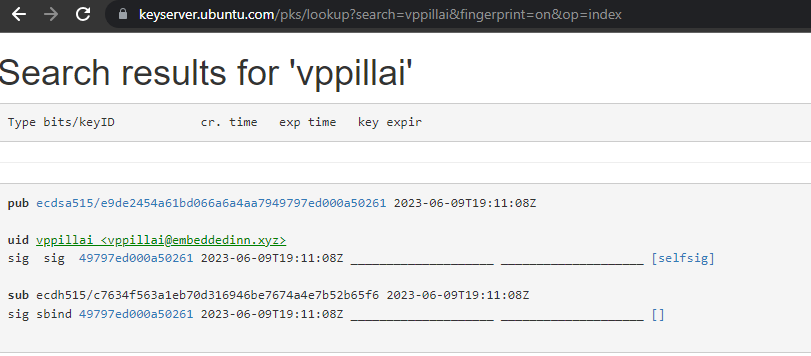 keyserver.ubuntu.com/pks/lookup?search=vppillai&fingerprint=on&op=index
Search results for 'vppillai'
Type bits/keyID cr. time exp time key expir
pub ecdsa515/e9de2454a61bd066a6a4aa7949797ed000a50261 2023-06-09T19:11:08Z
uid vppillai <vppillai@embeddedinn.xyz>
sig sig 49797ed000a50261 2023-06-09T19:11:08Z ____________________ ____________________ [selfsig]
sub ecdh515/c7634f563a1eb70d316946be7674a4e7b52b65f6 2023-06-09T19:11:08Z
sig sbind 49797ed000a50261 2023-06-09T19:11:08Z ____________________ ____________________ []